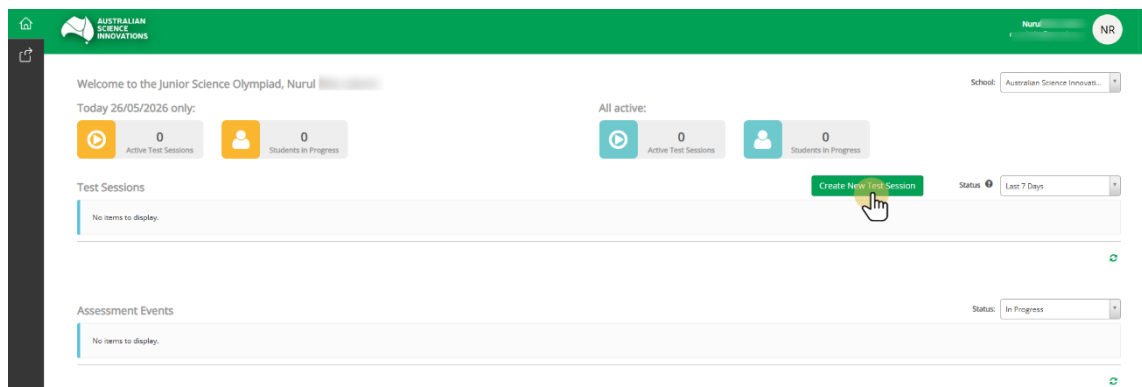 AUSTRALIAN
SCIENCE
INNOVATIONS
Nurul
NR
Welcome to the Junior Science Olympiad, Nurul
School:
Australian Science Innovati...
Today 26/05/2026 only:
All active:
0
Active Test Sessions
0
Students In Progress
0
Active Test Sessions
0
Students In Progress
Test Sessions
Create New Test Session
Status
Last 7 Days
No items to display.
Assessment Events
Status:
In Progress
No items to display.